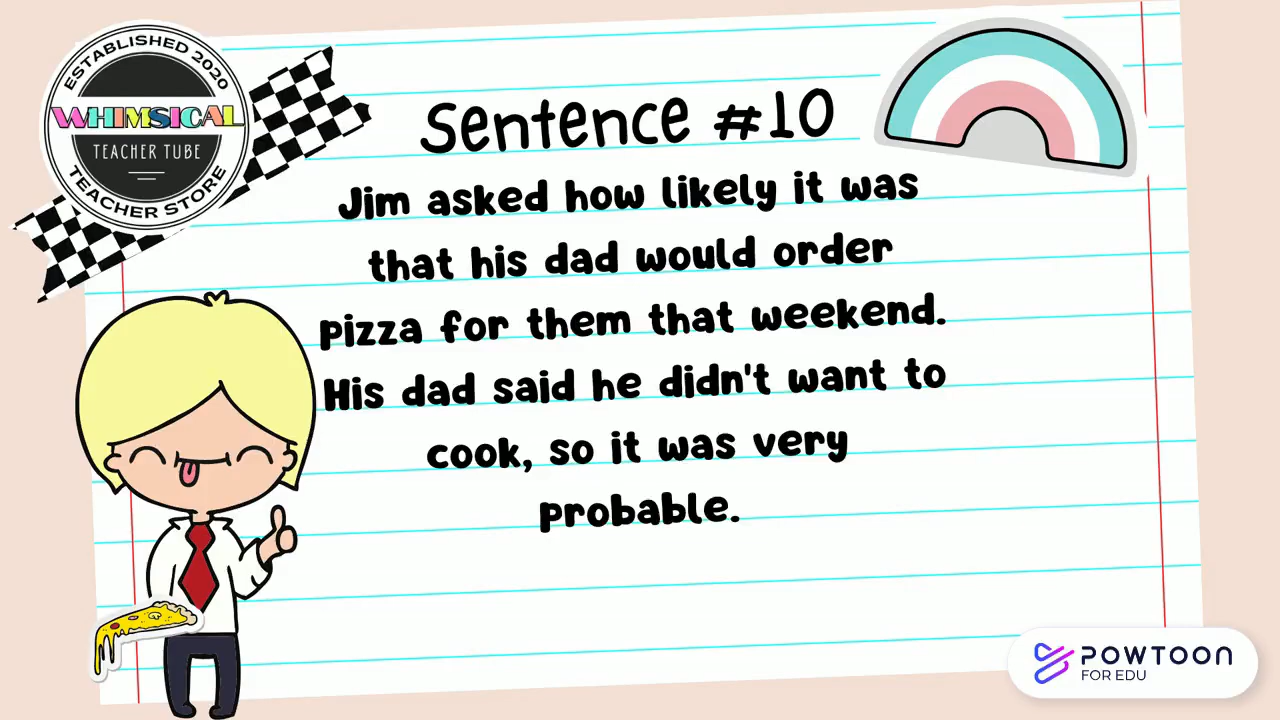 ESTABLISHED 2020
WHIMSICAL
TEACHER TUBE
TEACHER STORE
Sentence #10
Jim asked how likely it was
that his dad would order
pizza for them that weekend.
His dad said he didn't want to
cook, so it was very
probable.
POWTOON
FOR EDU